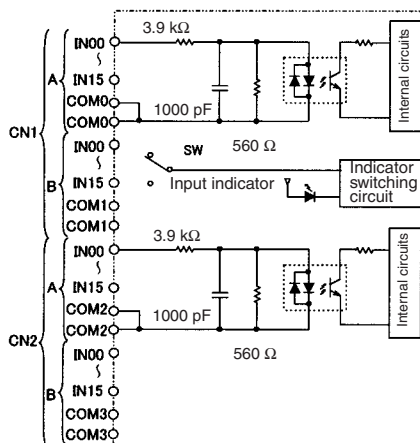 3.9 kΩ
IN00
A
IN15
COM0
COM0
1000 pF
560 Ω
Internal circuits
CN1
IN00
SW
B
IN15
Input indicator
Indicator
switching
circuit
COM1
COM1
3.9 kΩ
IN00
A
IN15
COM2
COM2
1000 pF
560 Ω
Internal circuits
CN2
IN00
B
IN15
COM3
COM3